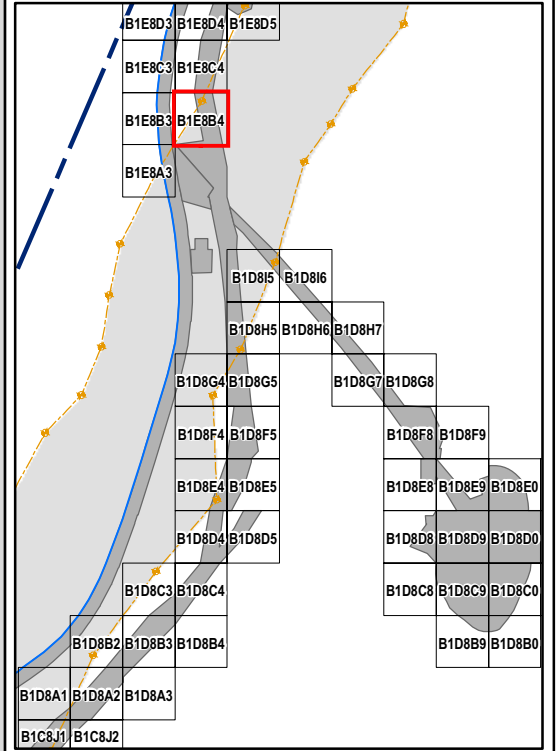 B1E8D3 B1E8D4 B1E8D5
B1E8C3 B1E8C4
B1E8B3 B1E8B4
B1E8A3
B1D8I5 B1D8I6
B1D8H5 B1D8H6 B1D8H7
B1D8G4 B1D8G5 B1D8G7 B1D8G8
B1D8F4 B1D8F5 B1D8F8 B1D8F9
B1D8E4 B1D8E5 B1D8E8 B1D8E9 B1D8E0
B1D8D4 B1D8D5 B1D8D8 B1D8D9 B1D8D0
B1D8C3 B1D8C4 B1D8C8 B1D8C9 B1D8C0
B1D8B2 B1D8B3 B1D8B4 B1D8B9 B1D8B0
B1D8A1 B1D8A2 B1D8A3
B1C8J1 B1C8J2